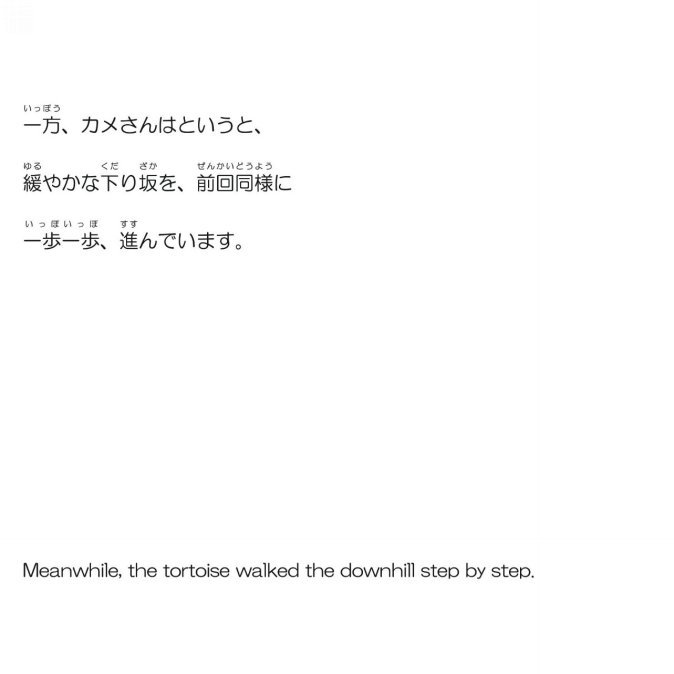 いっぽう
一方、カメさんはというと、
ゆる くだ ざか ぜんかいどうよう
緩やかな下り坂を、前回同様に
いっぽいっぽ すす
一歩一歩、進んでいます。
Meanwhile, the tortoise walked the downhill step by step.